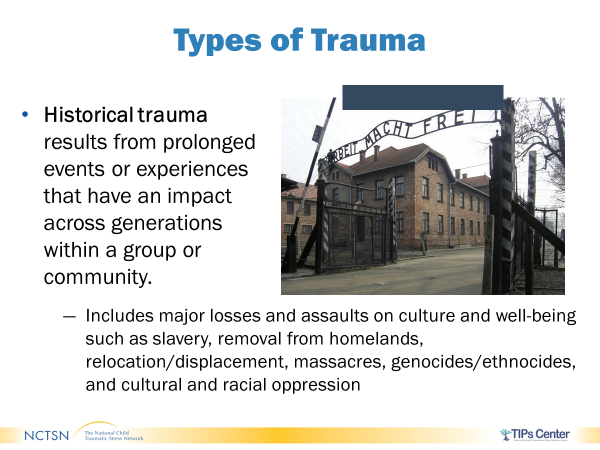 Types of Trauma
• Historical trauma
results from prolonged
events or experiences
that have an impact
across generations
within a group or
community.
ARBEIT MACHT FREI
— Includes major losses and assaults on culture and well-being
such as slavery, removal from homelands,
relocation/displacement, massacres, genocides/ethnocides,
and cultural and racial oppression
NCTSN
The National Child
Traumatic Stress Network
TIPs Center